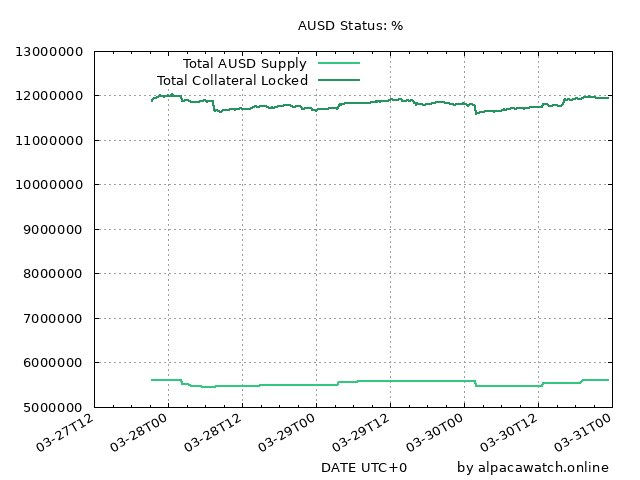 AUSD Status: %
Total AUSD Supply
Total Collateral Locked
13000000
12000000
11000000
10000000
9000000
8000000
7000000
6000000
5000000
03-27T12
03-28T00
03-28T12
03-29T00
03-29T12
03-30T00
03-30T12
03-31T00
DATE UTC+0
by alpacawatch.online